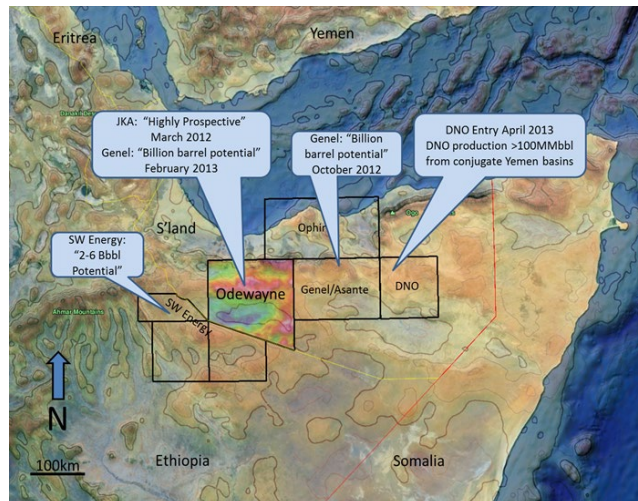 Eritrea
Yemen
JKA: “Highly Prospective”
March 2012
Genel: “Billion barrel potential”
February 2013
Genel: “Billion
barrel potential”
October 2012
DNO Entry April 2013
DNO production >100MMbbl
from conjugate Yemen basins
S'land
Ophir
SW Energy:
“2-6 Bbbl
Potential”
Odewayne
Genel/Asante
DNO
SW Energy
Ahmar Mountains
N
100km
Ethiopia
Somalia